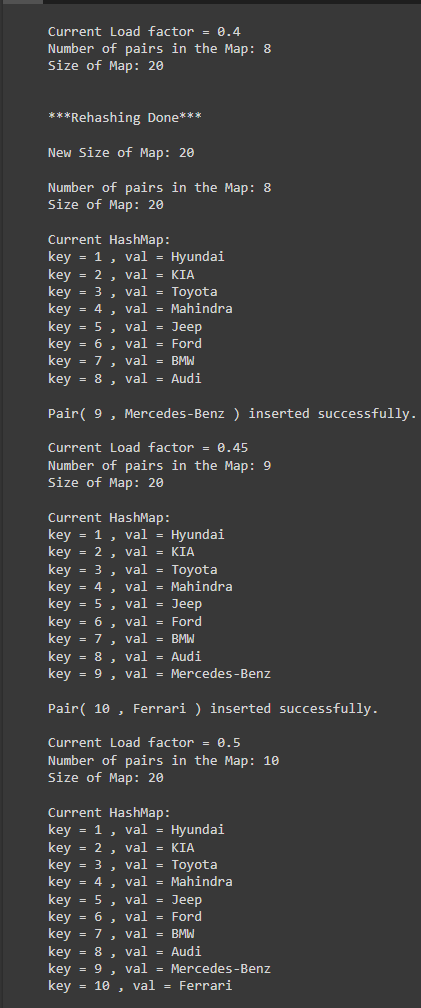 Current Load factor = 0.4
Number of pairs in the Map: 8
Size of Map: 20
***Rehashing Done***
New Size of Map: 20
Number of pairs in the Map: 8
Size of Map: 20
Current HashMap:
key = 1 , val = Hyundai
key = 2 , val = KIA
key = 3 , val = Toyota
key = 4 , val = Mahindra
key = 5 , val = Jeep
key = 6 , val = Ford
key = 7 , val = BMW
key = 8 , val = Audi
Pair( 9 , Mercedes-Benz ) inserted successfully.
Current Load factor = 0.45
Number of pairs in the Map: 9
Size of Map: 20
Current HashMap:
key = 1 , val = Hyundai
key = 2 , val = KIA
key = 3 , val = Toyota
key = 4 , val = Mahindra
key = 5 , val = Jeep
key = 6 , val = Ford
key = 7 , val = BMW
key = 8 , val = Audi
key = 9 , val = Mercedes-Benz
Pair( 10 , Ferrari ) inserted successfully.
Current Load factor = 0.5
Number of pairs in the Map: 10
Size of Map: 20
Current HashMap:
key = 1 , val = Hyundai
key = 2 , val = KIA
key = 3 , val = Toyota
key = 4 , val = Mahindra
key = 5 , val = Jeep
key = 6 , val = Ford
key = 7 , val = BMW
key = 8 , val = Audi
key = 9 , val = Mercedes-Benz
key = 10 , val = Ferrari